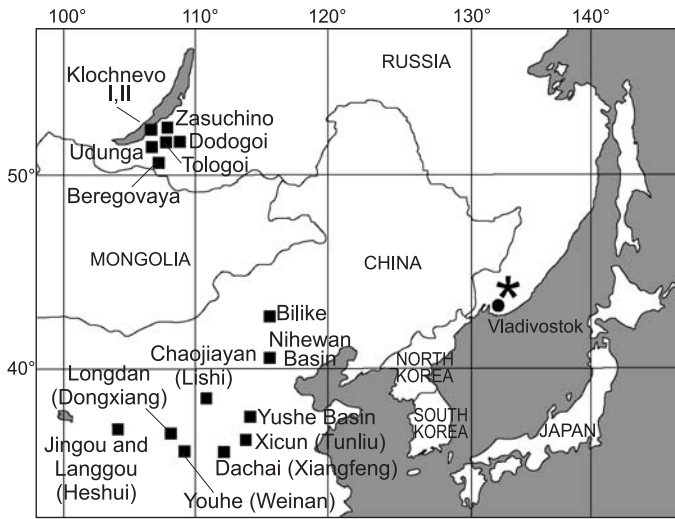 100° 110° 120° 130° 140°
RUSSIA
Klochnevo
I,II
Zasuchino
Dodogoi
Udunga
Tologoi
50°
Beregovaya
MONGOLIA
CHINA
*
Bilike
Vladivostok
Nihewan
Basin
Chaojiayan
(Lishi)
NORTH
KOREA
40°
Longdan
(Dongxiang)
Yushe Basin
SOUTH
KOREA
JAPAN
Xicun (Tunliu)
Jingou and
Langgou
(Heshui)
Dachai (Xiangfeng)
Youhe (Weinan)